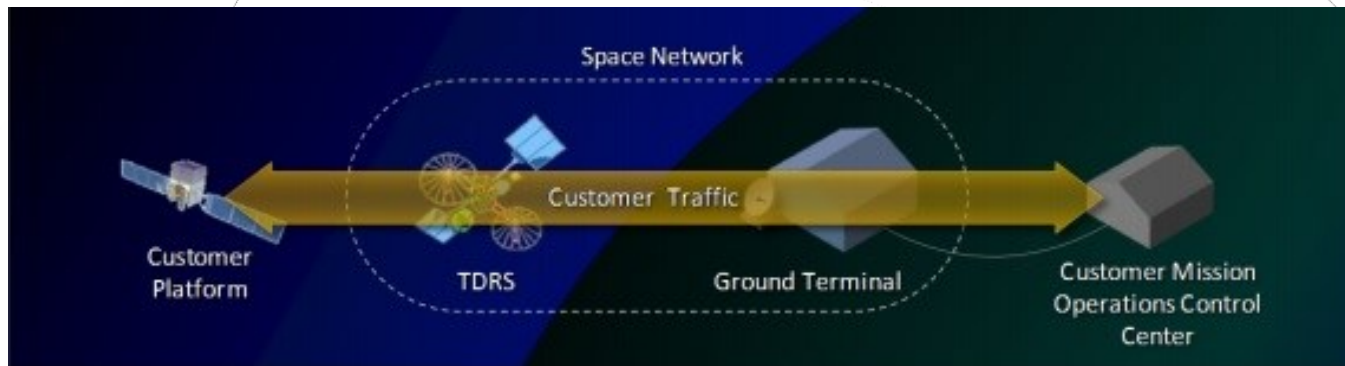 Space Network
Customer Traffic
Customer
Platform
TDRS
Ground Terminal
Customer Mission
Operations Control
Center